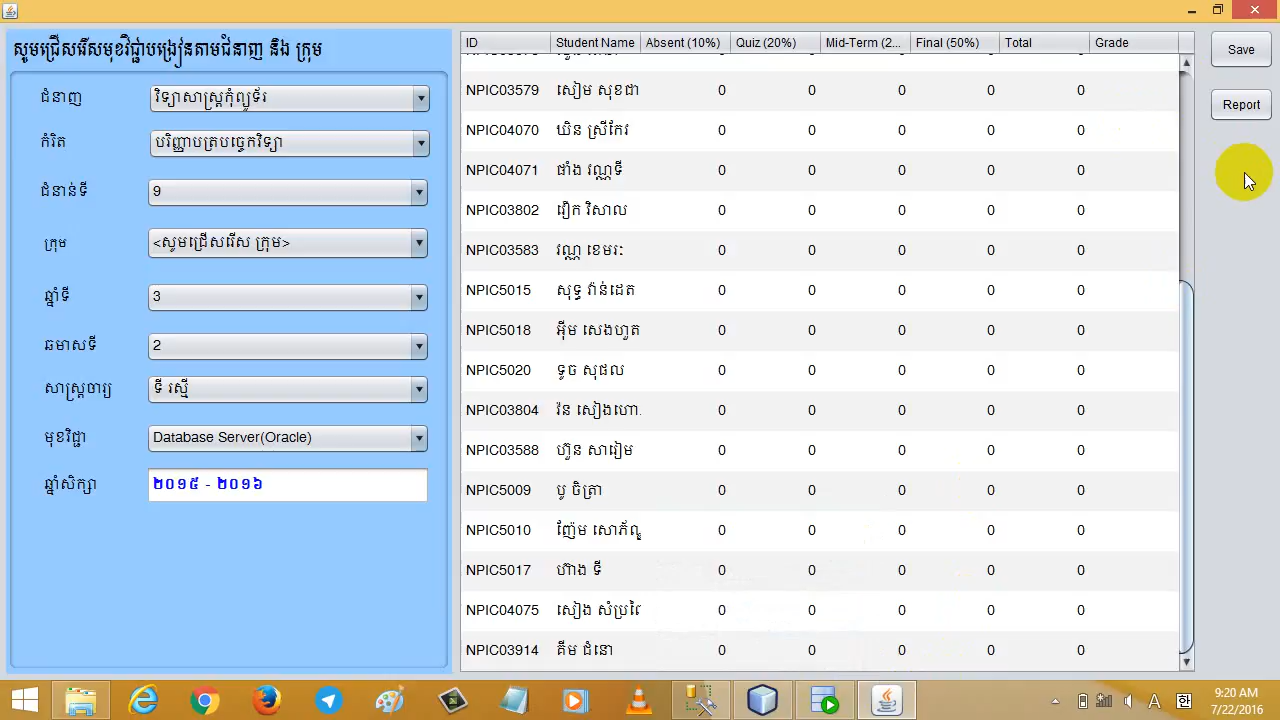 សូមជ្រើសរើសមុខវិជ្ជាបង្រៀនតាមជំនាញ និង ក្រុម
ជំនាញ វិទ្យាសាស្ត្រកុំព្យូទ័រ
កំរិត បរិញ្ញាបត្របច្ចេកវិទ្យា
ជំនាន់ទី 9
ក្រុម <សូមជ្រើសរើស ក្រុម>
ឆ្នាំទី 3
ឆមាសទី 2
សាស្ត្រចារ្យ ទី រស្មី
មុខវិជ្ជា Database Server(Oracle)
ឆ្នាំសិក្សា ២០១៥ - ២០១៦
ID Student Name Absent (10%) Quiz (20%) Mid-Term (2... Final (50%) Total Grade
NPIC03579 សៀម សុខជា 0 0 0 0 0
NPIC04070 ឃិន ស្រីកែវ 0 0 0 0 0
NPIC04071 ផាំង វណ្ណទី 0 0 0 0 0
NPIC03802 រឿក វិសាល 0 0 0 0 0
NPIC03583 វណ្ណ ខេមរៈ 0 0 0 0 0
NPIC5015 សុទ្ធ វ៉ាន់ដេត 0 0 0 0 0
NPIC5018 អ៊ឹម សេងហួត 0 0 0 0 0
NPIC5020 ទូច សុផល 0 0 0 0 0
NPIC03804 វ៉ន សៀងហោ 0 0 0 0 0
NPIC03588 ហ៊ួន សារៀម 0 0 0 0 0
NPIC5009 បូ ចិត្រា 0 0 0 0 0
NPIC5010 ញ៉ែម សោភ័ណ្ឌ 0 0 0 0 0
NPIC5017 ហ៊ាង ទី 0 0 0 0 0
NPIC04075 សៀង សំប្រ 0 0 0 0 0
NPIC03914 គីម ជំនោ 0 0 0 0 0
Save
Report
9:20 AM
7/22/2016